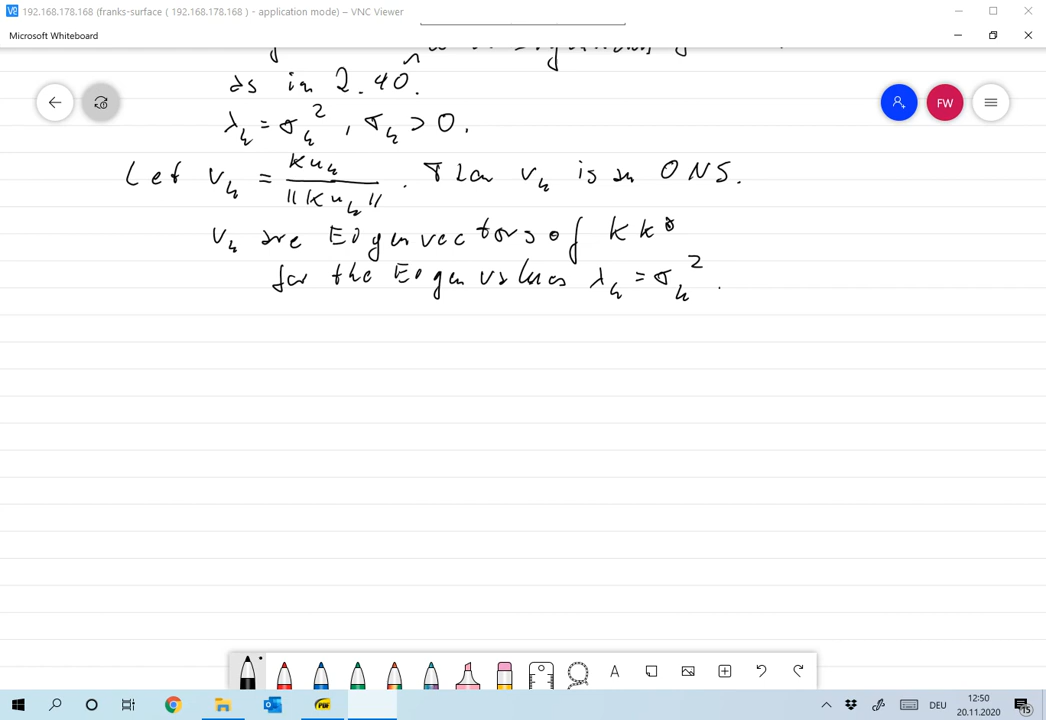 192.168.178.168 (franks-surface ( 192.168.178.168 ) - application mode) – VNC Viewer
Microsoft Whiteboard
as in 2.40.
λₖ = σₖ², σₖ > 0.
Let vₖ = Kuₖ / ||Kuₖ||. Then vₖ is an ONS.
vₖ are Eigenvectors of KK*
for the Eigenvalues λₖ = σₖ².
FW
A
DEU
12:50
20.11.2020
15